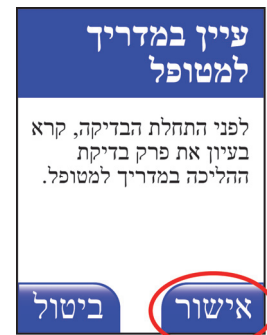 עיין במדריך
למטופל
לפני התחלת הבדיקה, קרא
בעיון את פרק בדיקת
ההליכה במדריך למטופל.
אישור
ביטול